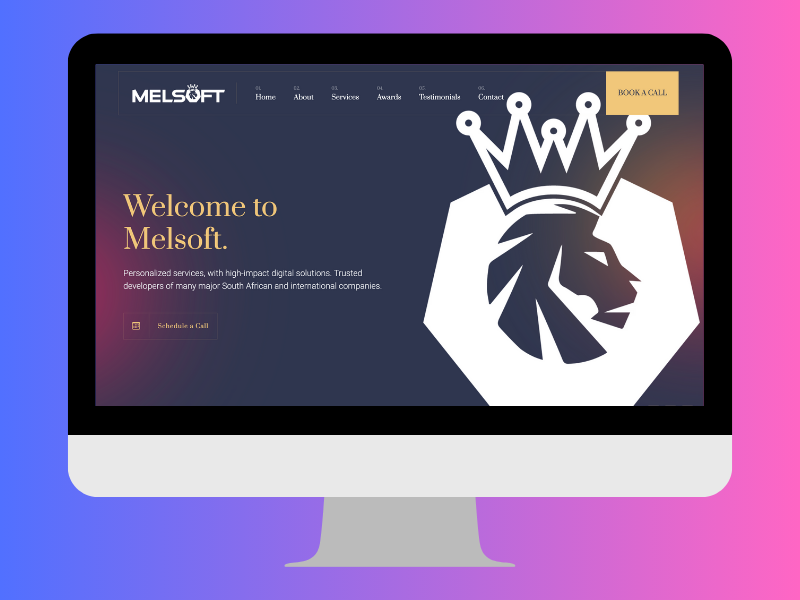 MELSOFT
01.
Home
02.
About
03.
Services
04.
Awards
05.
Testimonials
06.
Contact
BOOK A CALL
Welcome to
Melsoft.
Personalized services, with high-impact digital solutions. Trusted
developers of many major South African and international companies.
Schedule a Call